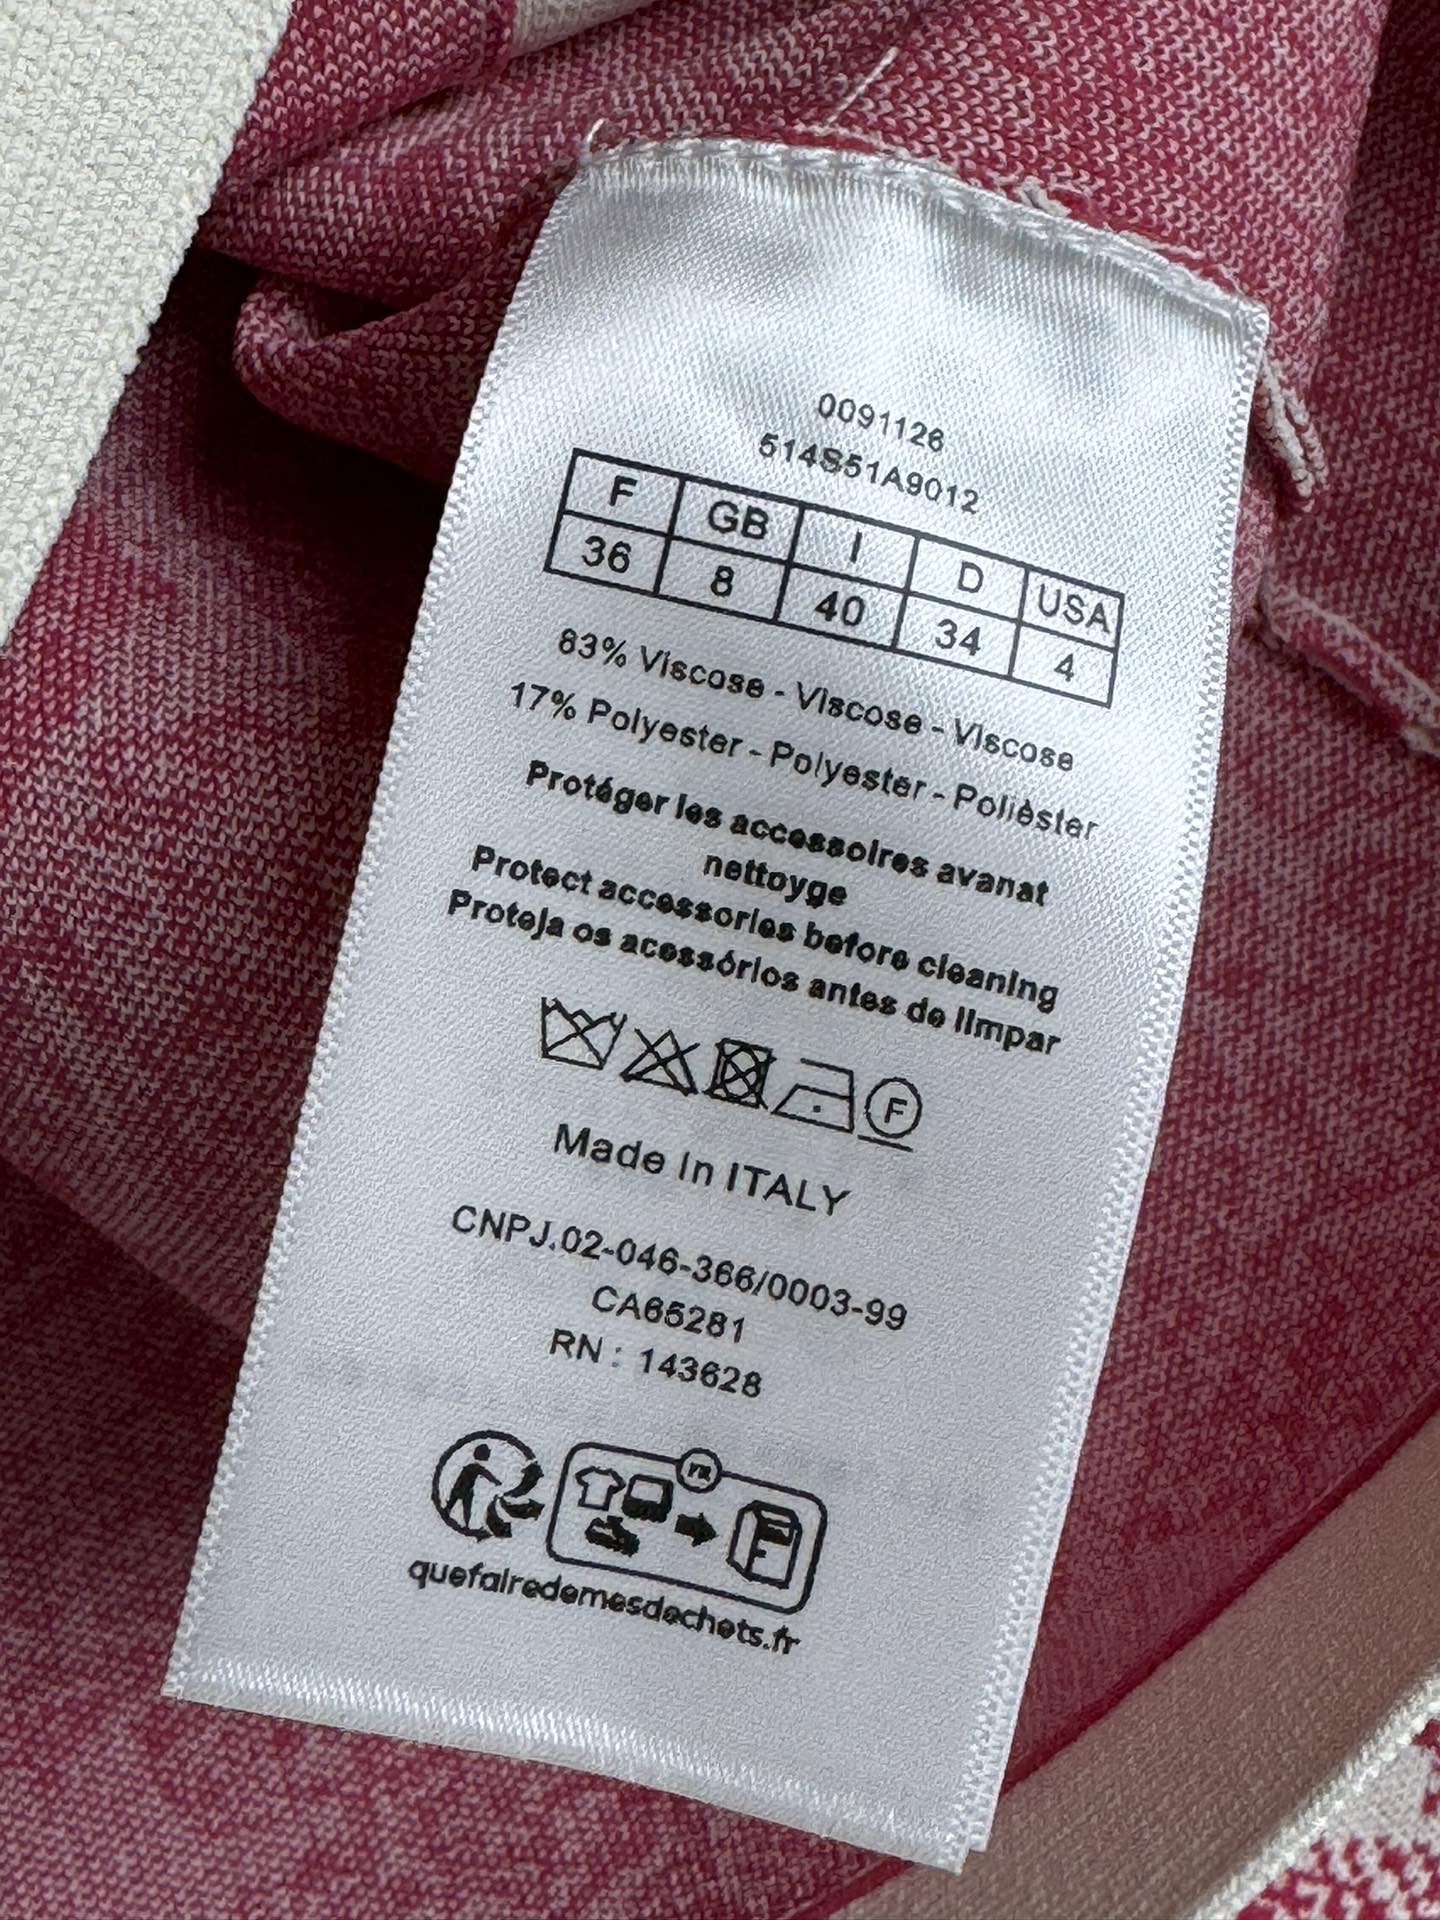 0091126
514S51A9012
F GB I D USA
36 8 40 34 4
83% Viscose - Viscose - Viscose
17% Polyester - Polyester - Polièster
Protéger les accessoires avanat
nettoyge
Protect accessories before cleaning
Proteja os acessórios antes de limpar
F
Made in ITALY
CNPJ.02-046-366/0003-99
CA65281
RN : 143628
FR
quefairedemesdechets.fr